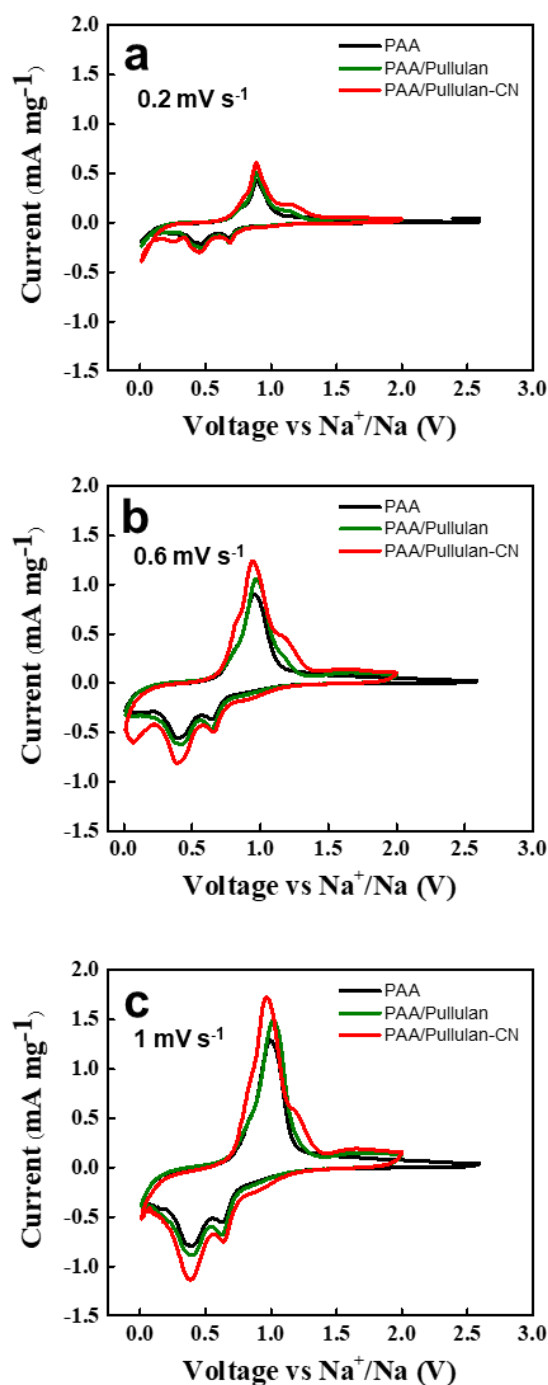 a
0.2 mV s⁻¹
PAA
PAA/Pullulan
PAA/Pullulan-CN
2.0
1.5
1.0
0.5
0.0
-0.5
-1.0
-1.5
Current (mA mg⁻¹)
0.0 0.5 1.0 1.5 2.0 2.5 3.0
Voltage vs Na⁺/Na (V)
b
0.6 mV s⁻¹
PAA
PAA/Pullulan
PAA/Pullulan-CN
2.0
1.5
1.0
0.5
0.0
-0.5
-1.0
-1.5
Current (mA mg⁻¹)
0.0 0.5 1.0 1.5 2.0 2.5 3.0
Voltage vs Na⁺/Na (V)
c
1 mV s⁻¹
PAA
PAA/Pullulan
PAA/Pullulan-CN
2.0
1.5
1.0
0.5
0.0
-0.5
-1.0
-1.5
Current (mA mg⁻¹)
0.0 0.5 1.0 1.5 2.0 2.5 3.0
Voltage vs Na⁺/Na (V)